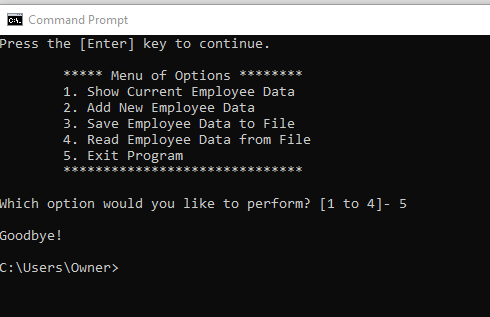 Command Prompt
Press the [Enter] key to continue.
***** Menu of Options ********
1. Show Current Employee Data
2. Add New Employee Data
3. Save Employee Data to File
4. Read Employee Data from File
5. Exit Program
******************************
Which option would you like to perform? [1 to 4]- 5
Goodbye!
C:\Users\Owner>